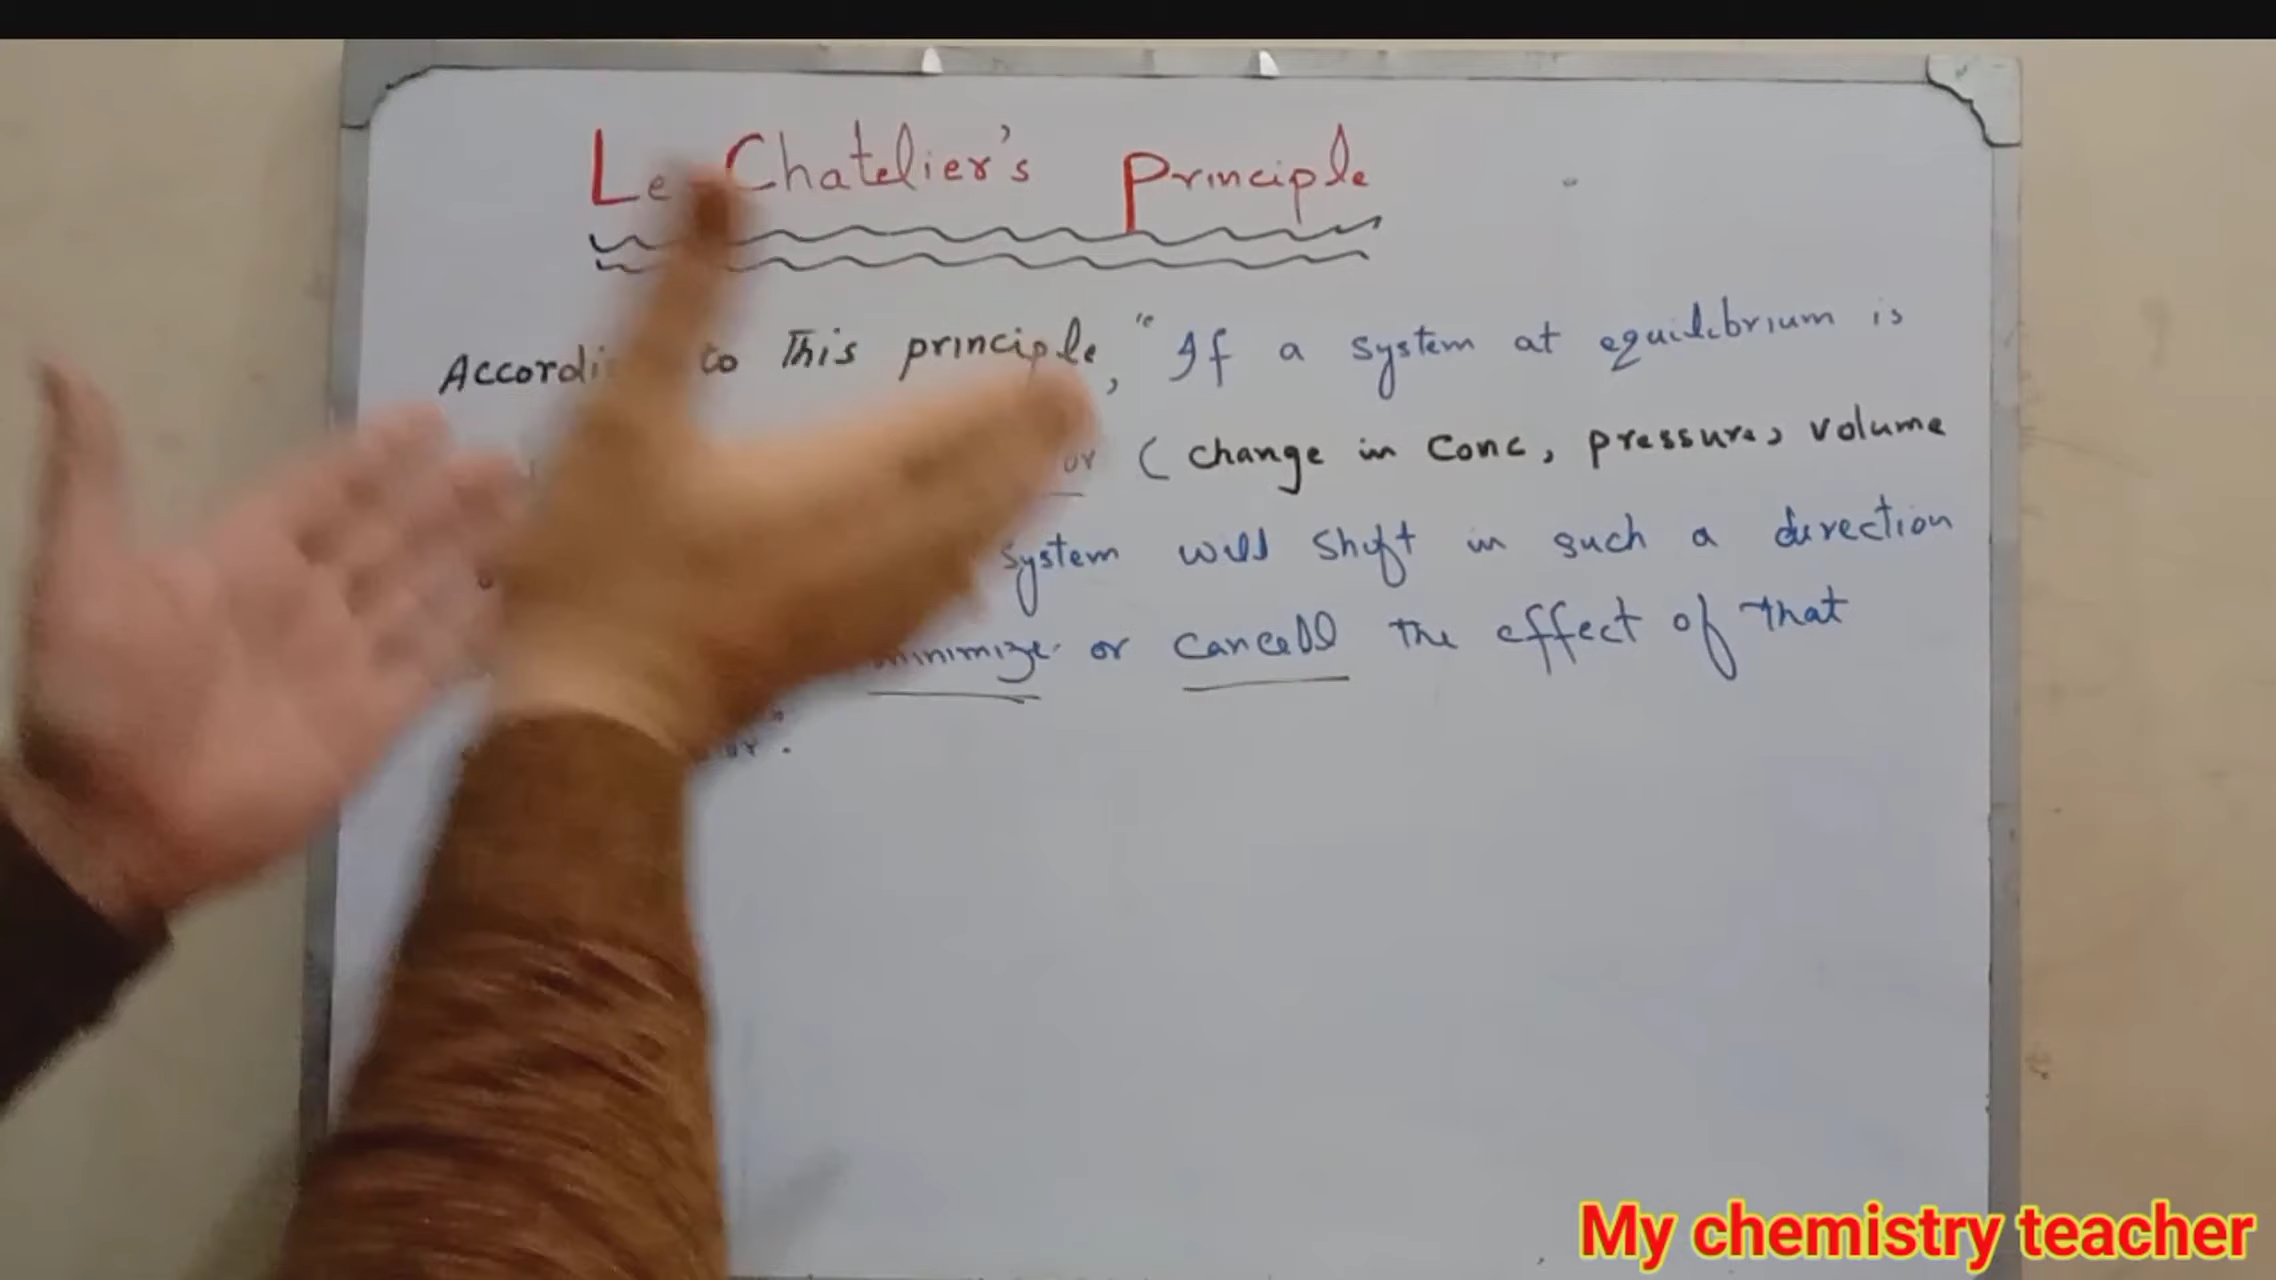 Le Chatelier's Principle
to This principle, "If a system at equilibrium is
(change in conc, pressure, volume
system will shift in such a direction
minimize or cancell the effect of that
My chemistry teacher